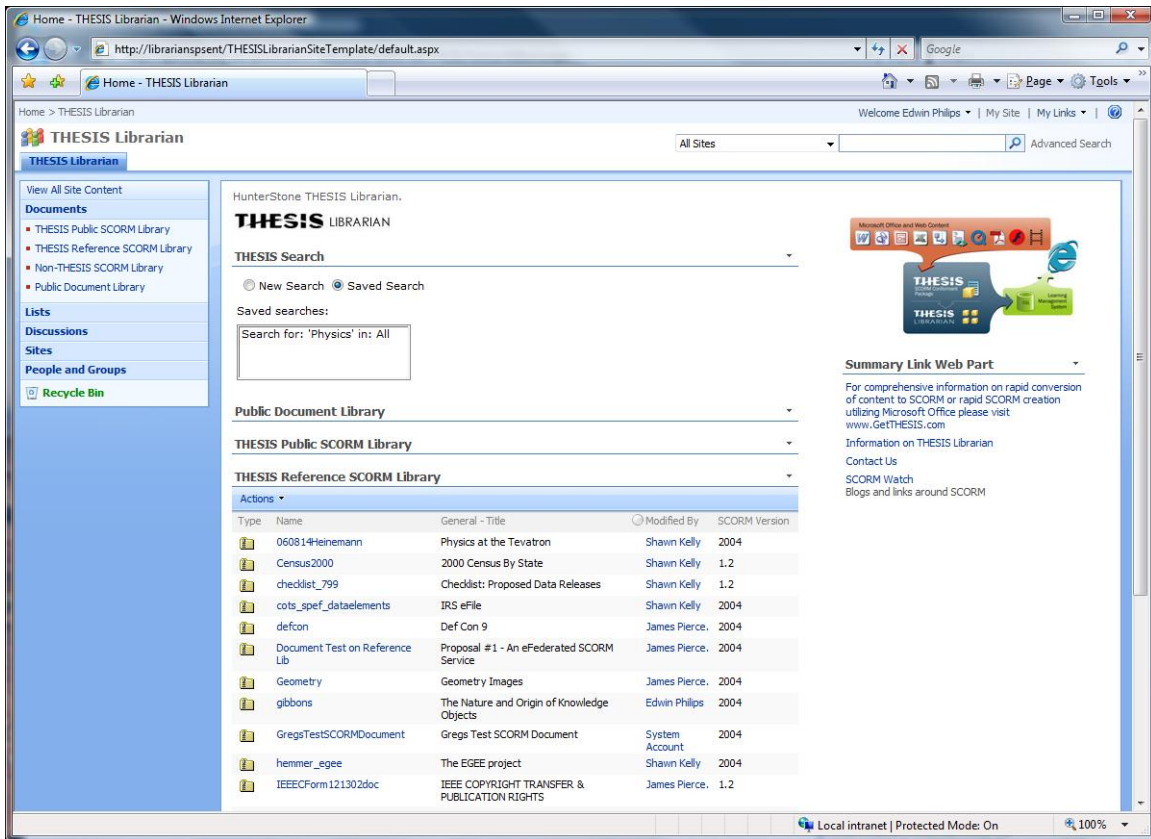 Home - THESIS Librarian - Windows Internet Explorer
http://librarianspsent/THESISLibrarianSiteTemplate/default.aspx
Google
Home - THESIS Librarian
Page
Tools
Home > THESIS Librarian
Welcome Edwin Philips | My Site | My Links |
THESIS Librarian
All Sites
Advanced Search
THESIS Librarian
View All Site Content
Documents
THESIS Public SCORM Library
THESIS Reference SCORM Library
Non-THESIS SCORM Library
Public Document Library
Lists
Discussions
Sites
People and Groups
Recycle Bin
HunterStone THESIS Librarian.
THESIS LIBRARIAN
THESIS Search
New Search Saved Search
Saved searches:
Search for: 'Physics' in: All
Public Document Library
THESIS Public SCORM Library
THESIS Reference SCORM Library
Actions
Type Name General - Title Modified By SCORM Version
060814Heinemann Physics at the Tevatron Shawn Kelly 2004
Census2000 2000 Census By State Shawn Kelly 1.2
checklist_799 Checklist: Proposed Data Releases Shawn Kelly 1.2
cots_spef_dataelements IRS eFile Shawn Kelly 2004
defcon Def Con 9 James Pierce. 2004
Document Test on Reference Proposal #1 - An eFederated SCORM James Pierce. 2004
Lib Service
Geometry Geometry Images James Pierce. 2004
gibbons The Nature and Origin of Knowledge Edwin Philips 2004
Objects
GregsTestSCORMDocument Gregs Test SCORM Document System 2004
Account
hemmer_egee The EGEE project Shawn Kelly 2004
IEEECForm121302doc IEEE COPYRIGHT TRANSFER & James Pierce. 1.2
PUBLICATION RIGHTS
Microsoft Office and Web Content
THESIS
SCORM Conformant
Package
Learning
Management
System
THESIS
LIBRARIAN
Summary Link Web Part
For comprehensive information on rapid conversion
of content to SCORM or rapid SCORM creation
utilizing Microsoft Office please visit
www.GetTHESIS.com
Information on THESIS Librarian
Contact Us
SCORM Watch
Blogs and links around SCORM
Local intranet | Protected Mode: On
100%